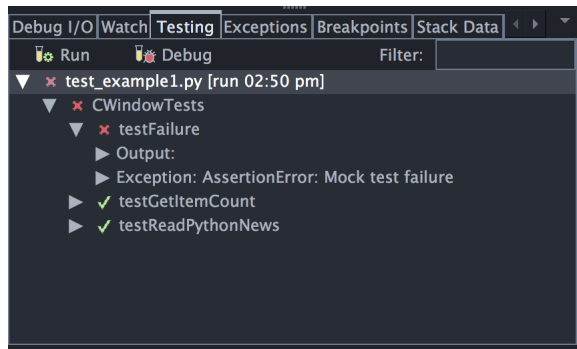 Debug I/O Watch Testing Exceptions Breakpoints Stack Data
Run Debug Filter:
test_example1.py [run 02:50 pm]
CWindowTests
testFailure
Output:
Exception: AssertionError: Mock test failure
testGetItemCount
testReadPythonNews